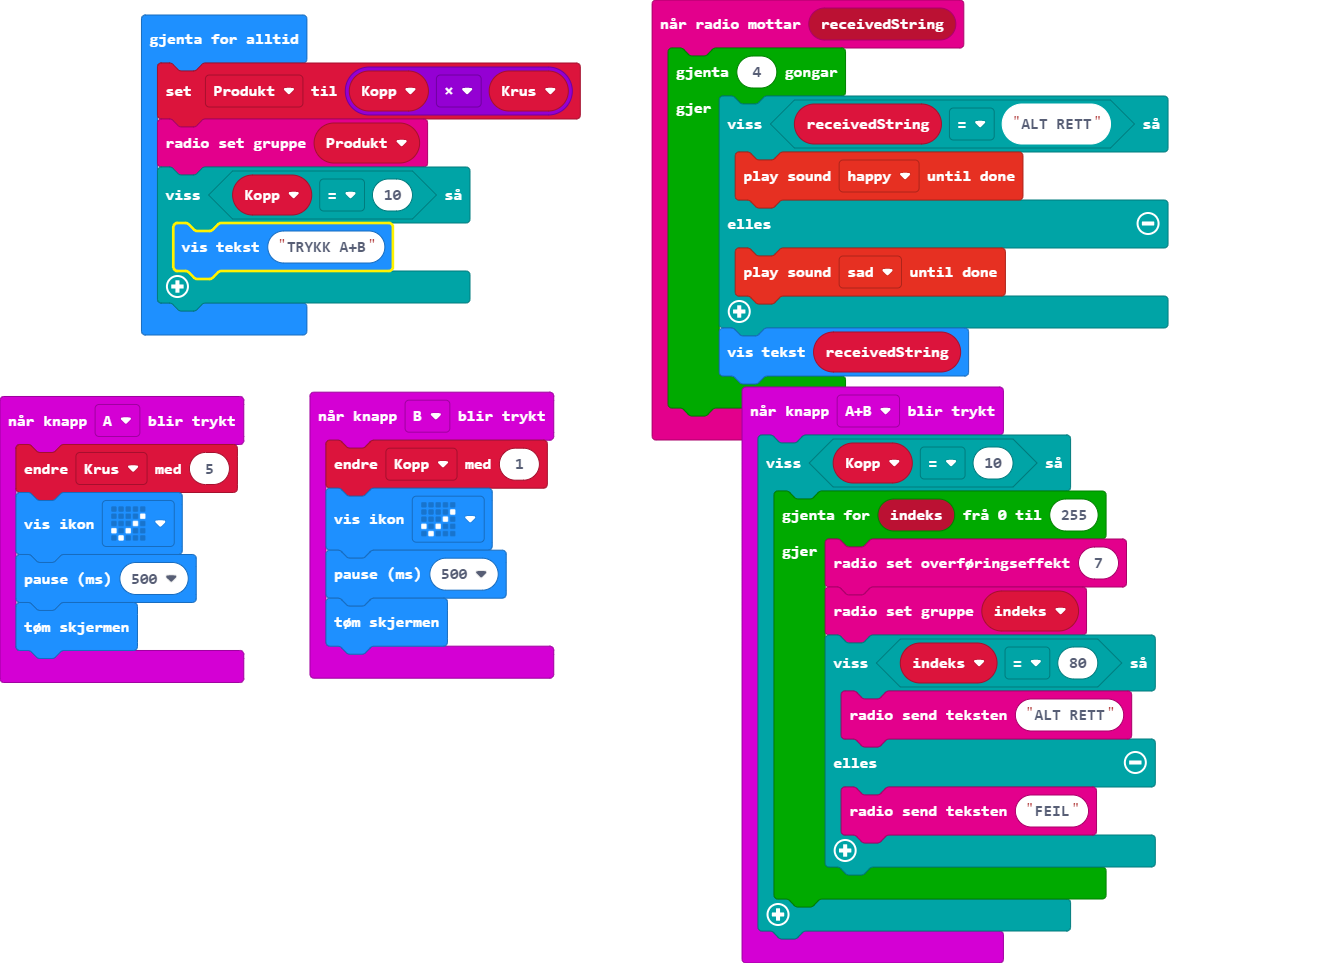 gjenta for alltid
set Produkt til Kopp × Krus
radio set gruppe Produkt
viss Kopp = 10 så
vis tekst "TRYKK A+B"
når radio mottar receivedString
gjenta 4 gongar
gjer
viss receivedString = "ALT RETT" så
play sound happy until done
elles
play sound sad until done
vis tekst receivedString
når knapp A blir trykt
endre Krus med 5
vis ikon
pause (ms) 500
tøm skjermen
når knapp B blir trykt
endre Kopp med 1
vis ikon
pause (ms) 500
tøm skjermen
når knapp A+B blir trykt
viss Kopp = 10 så
gjenta for indeks frå 0 til 255
gjer
radio set overføringseffekt 7
radio set gruppe indeks
viss indeks = 80 så
radio send teksten "ALT RETT"
elles
radio send teksten "FEIL"